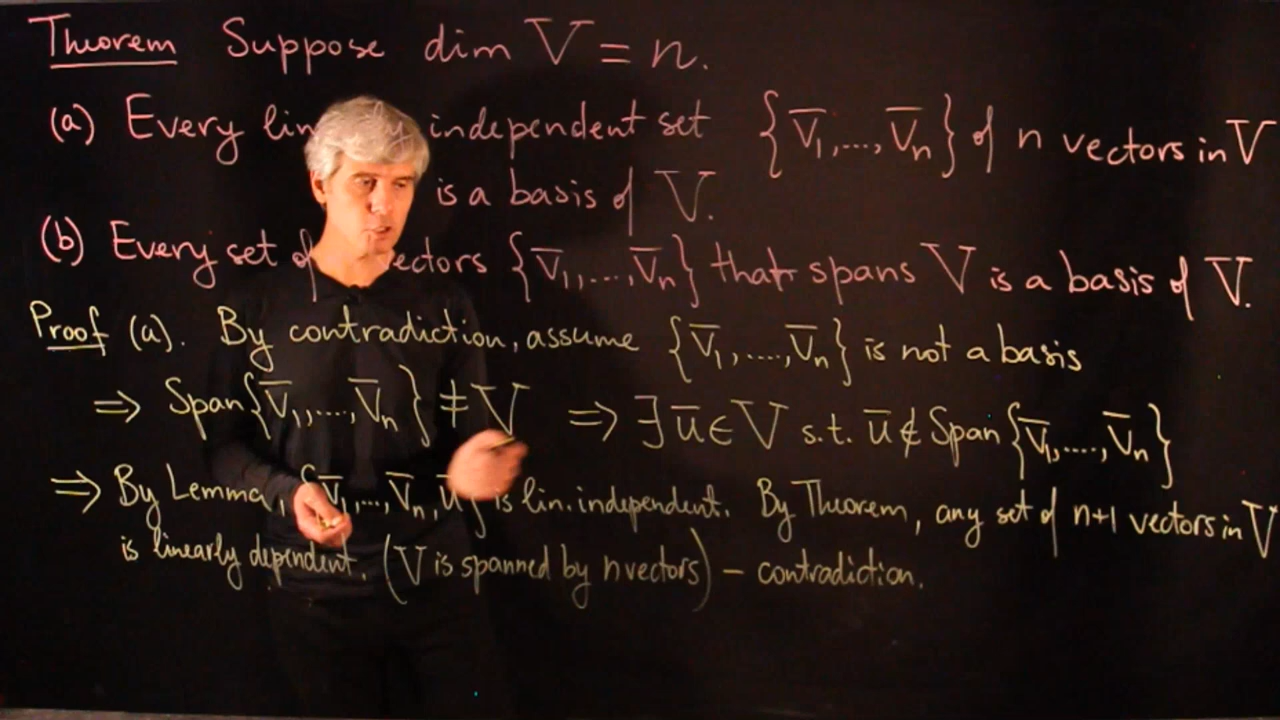 Theorem Suppose dim V = n.
(a) Every lin y independent set {v̄₁,...,v̄ₙ} of n vectors in V
is a basis of V.
(b) Every set of vectors {v̄₁,...,v̄ₙ} that spans V is a basis of V.
Proof (a). By contradiction, assume {v̄₁,....,v̄ₙ} is not a basis
⇒ Span{v̄₁,...,v̄ₙ} ≠ V ⇒ ∃ ū ∈ V s.t. ū ∉ Span{v̄₁,....,v̄ₙ}
⇒ By Lemma, {v̄₁,...,v̄ₙ,ū} is lin. independent. By Theorem, any set of n+1 vectors in V
is linearly dependent. (V is spanned by n vectors) – contradiction.